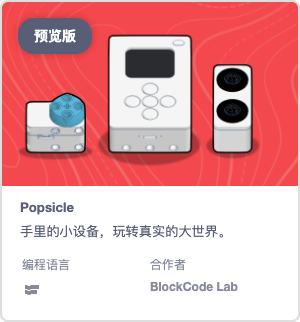 预览版
Popsicle
手里的小设备，玩转真实的大世界。
编程语言
合作者
BlockCode Lab